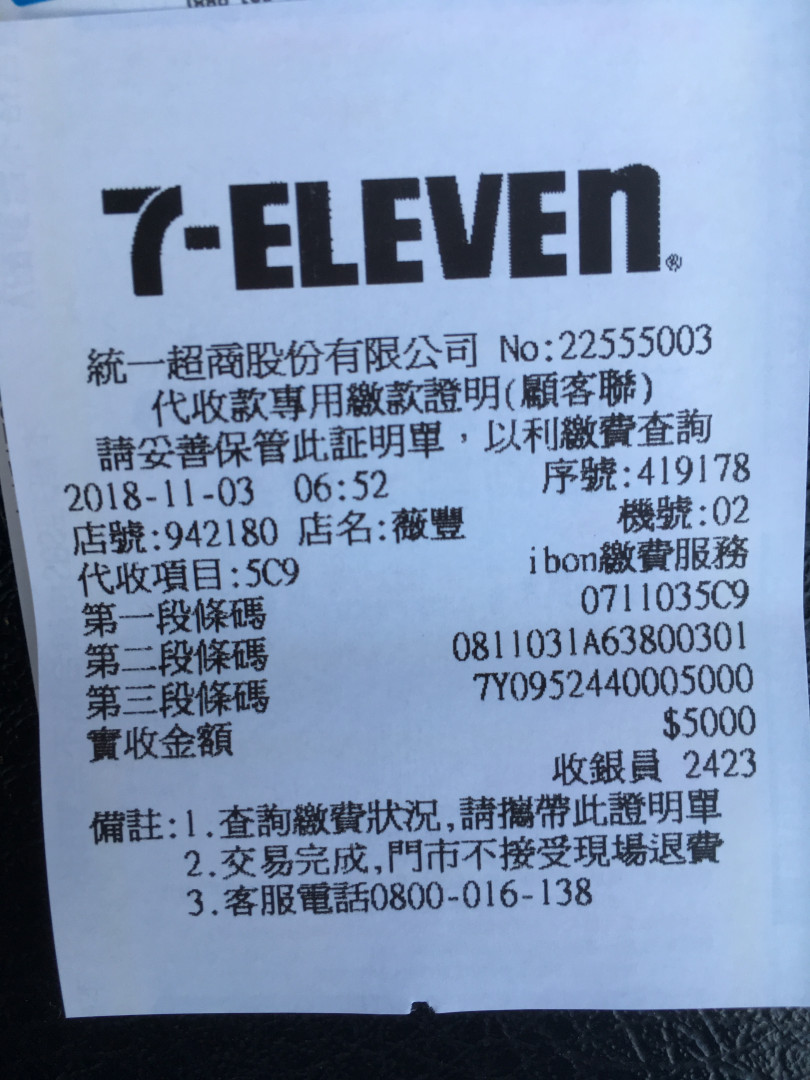 7-ELEVEn®
統一超商股份有限公司 No:22555003
代收款專用繳款證明(顧客聯)
請妥善保管此証明單，以利繳費查詢
2018-11-03 06:52 序號:419178
店號:942180 店名:薇豐 機號:02
代收項目:5C9 ibon繳費服務
第一段條碼 0711035C9
第二段條碼 0811031A63800301
第三段條碼 7Y0952440005000
實收金額 $5000
收銀員 2423
備註:1.查詢繳費狀況,請攜帶此證明單
2.交易完成,門市不接受現場退費
3.客服電話0800-016-138